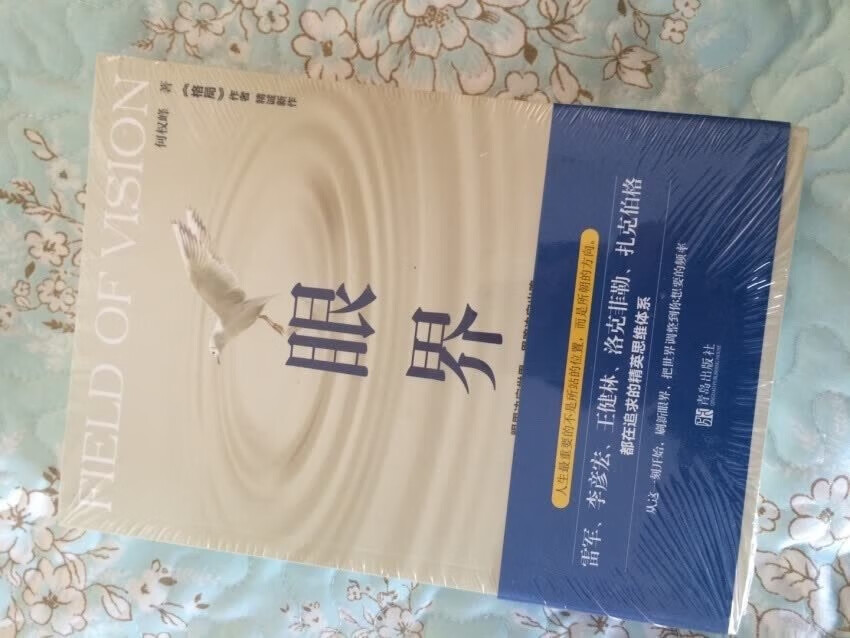 FIELD OF VISION
何权峰 著
《格局》作者 精诚新作
眼
界
人生最重要的不是所站的位置，而是所朝的方向。
雷军、李彦宏、王健林、洛克菲勒、扎克伯格
都在追求的精英思维体系
从这一刻开始，刷新眼界，把世界调整到你想要的频率
青岛出版社